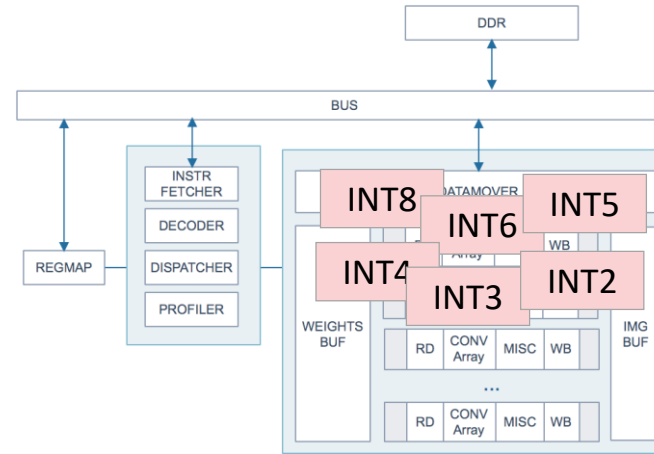 DDR
BUS
INSTR
FETCHER
DECODER
DISPATCHER
PROFILER
REGMAP
DATAMOVER
INT8
INT6
INT5
INT4
INT3
INT2
WB
Array
WEIGHTS
BUF
IMG
BUF
RD
CONV
Array
MISC
WB
...
RD
CONV
Array
MISC
WB